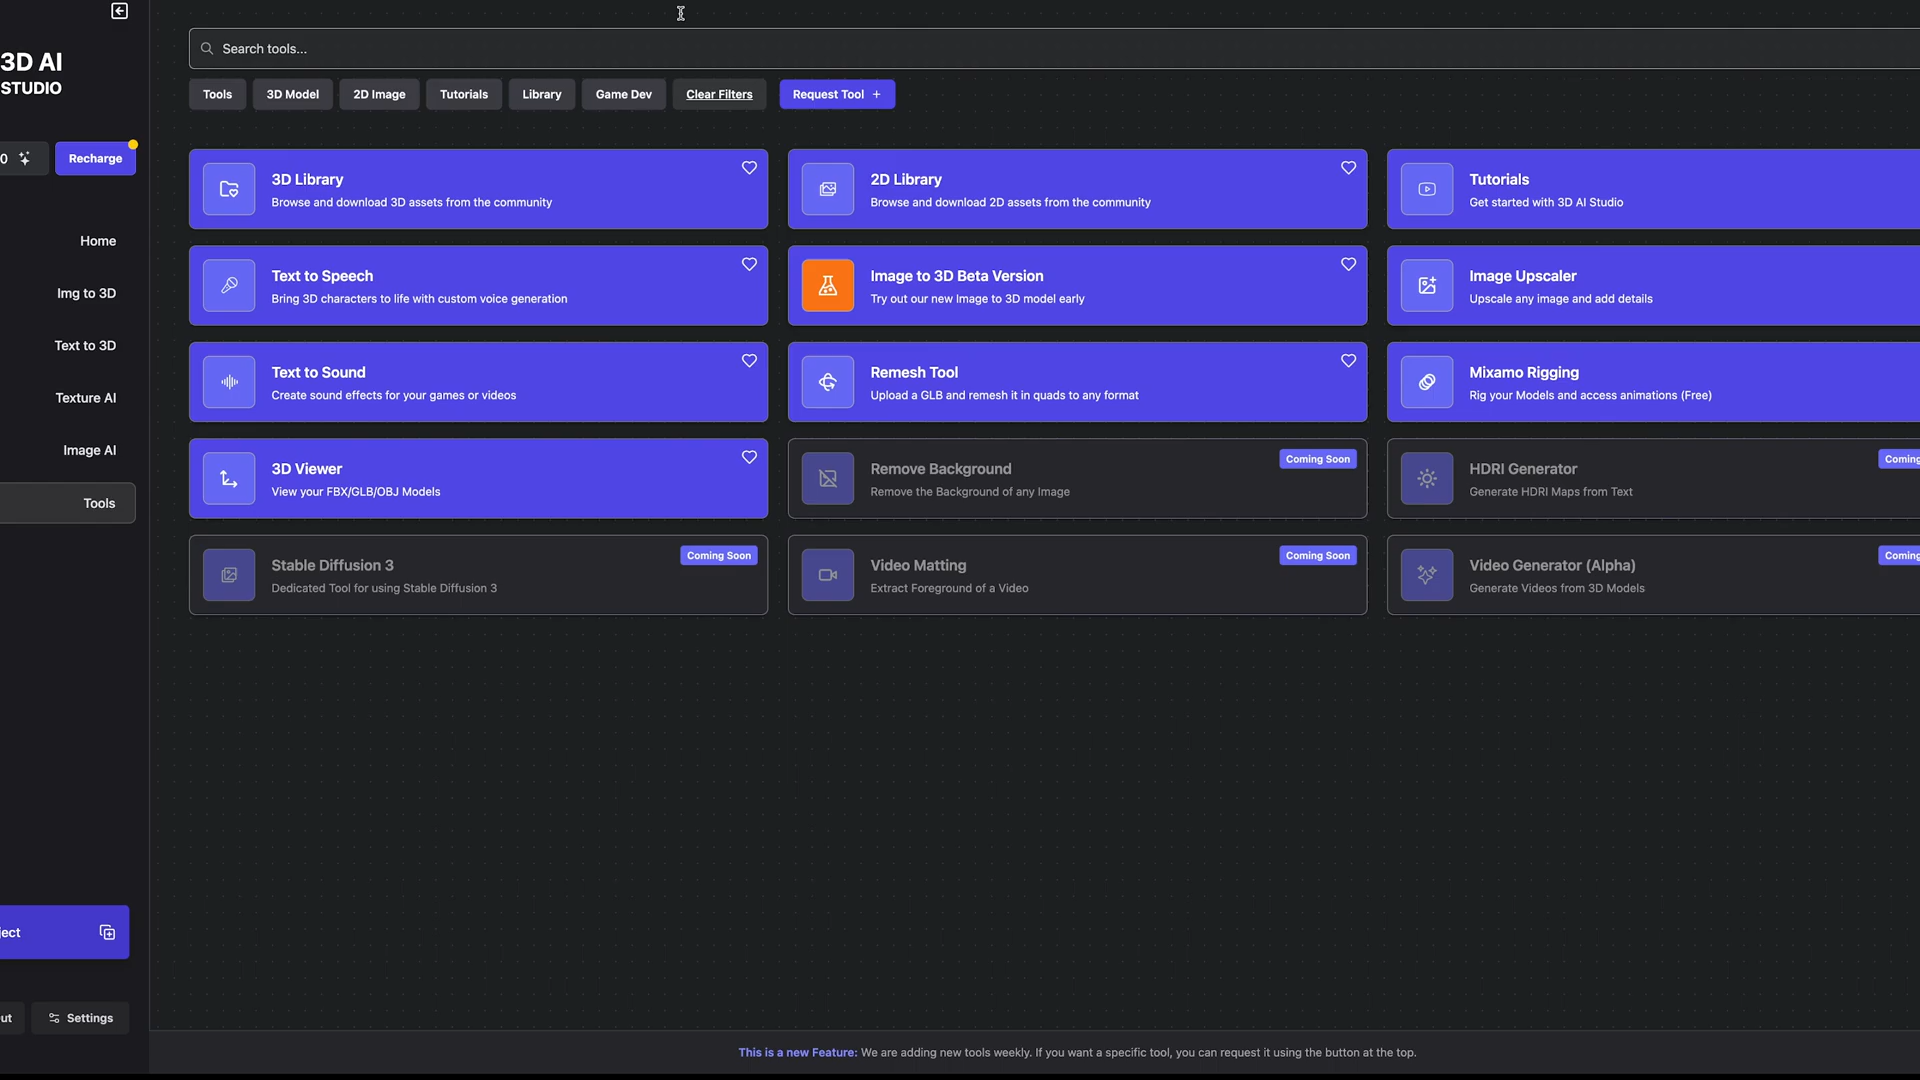 3D AI
STUDIO
0
Recharge
Home
Img to 3D
Text to 3D
Texture AI
Image AI
Tools
ject
ut
Settings
Search tools...
Tools
3D Model
2D Image
Tutorials
Library
Game Dev
Clear Filters
Request Tool +
3D Library
Browse and download 3D assets from the community
2D Library
Browse and download 2D assets from the community
Tutorials
Get started with 3D AI Studio
Text to Speech
Bring 3D characters to life with custom voice generation
Image to 3D Beta Version
Try out our new Image to 3D model early
Image Upscaler
Upscale any image and add details
Text to Sound
Create sound effects for your games or videos
Remesh Tool
Upload a GLB and remesh it in quads to any format
Mixamo Rigging
Rig your Models and access animations (Free)
3D Viewer
View your FBX/GLB/OBJ Models
Remove Background
Remove the Background of any Image
Coming Soon
HDRI Generator
Generate HDRI Maps from Text
Coming
Stable Diffusion 3
Dedicated Tool for using Stable Diffusion 3
Coming Soon
Video Matting
Extract Foreground of a Video
Coming Soon
Video Generator (Alpha)
Generate Videos from 3D Models
Coming
This is a new Feature: We are adding new tools weekly. If you want a specific tool, you can request it using the button at the top.